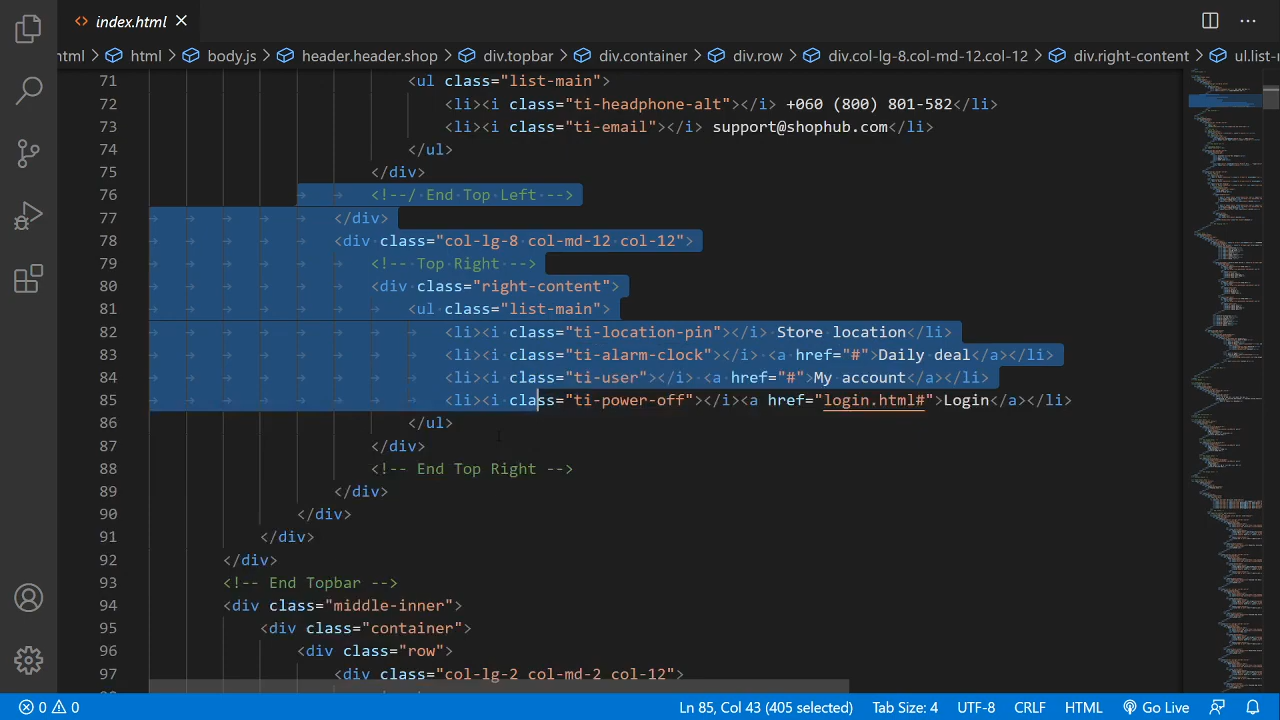 index.html
html > html > body.js > header.header.shop > div.topbar > div.container > div.row > div.col-lg-8.col-md-12.col-12 > div.right-content > ul.list-
71 <ul class="list-main">
72 <li><i class="ti-headphone-alt"></i> +060 (800) 801-582</li>
73 <li><i class="ti-email"></i> support@shophub.com</li>
74 </ul>
75 </div>
76 <!--/ End Top Left -->
77 </div>
78 <div class="col-lg-8 col-md-12 col-12">
79 <!-- Top Right -->
80 <div class="right-content">
81 <ul class="list-main">
82 <li><i class="ti-location-pin"></i> Store location</li>
83 <li><i class="ti-alarm-clock"></i> <a href="#">Daily deal</a></li>
84 <li><i class="ti-user"></i> <a href="#">My account</a></li>
85 <li><i class="ti-power-off"></i><a href="login.html#">Login</a></li>
86 </ul>
87 </div>
88 <!-- End Top Right -->
89 </div>
90 </div>
91 </div>
92 </div>
93 <!-- End Topbar -->
94 <div class="middle-inner">
95 <div class="container">
96 <div class="row">
97 <div class="col-lg-2 col-md-2 col-12">
0 0 Ln 85, Col 43 (405 selected) Tab Size: 4 UTF-8 CRLF HTML Go Live